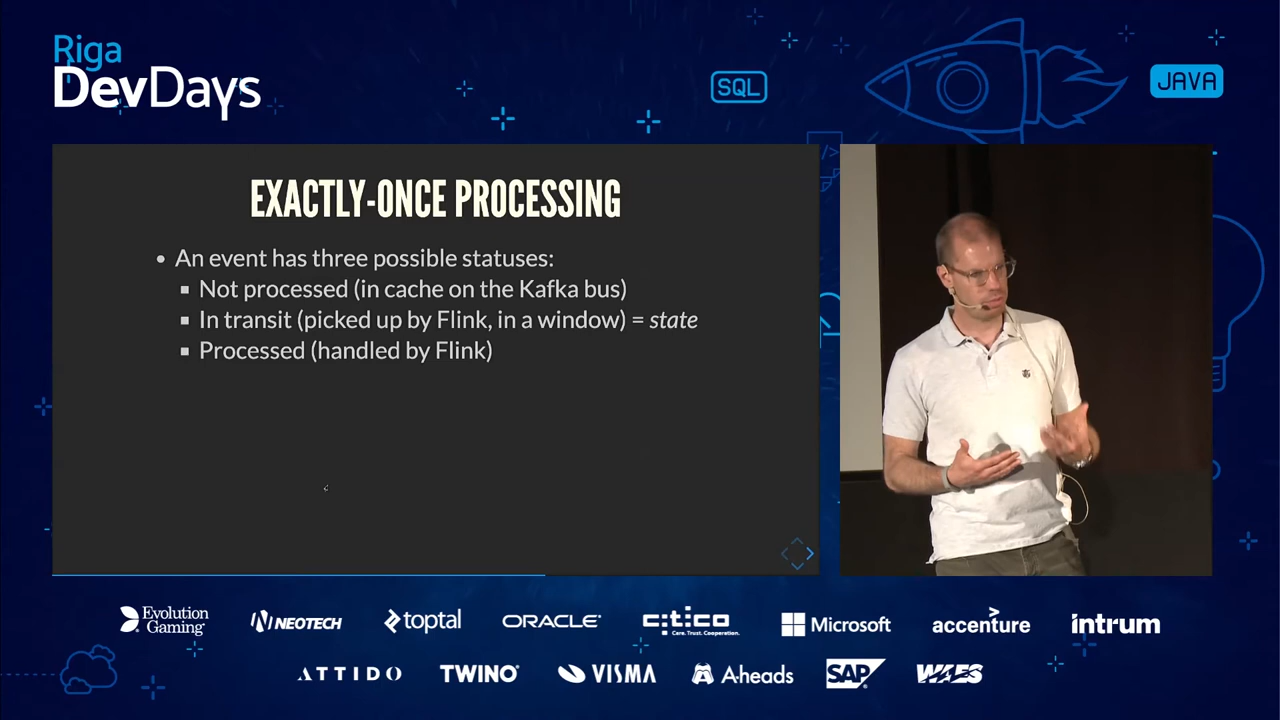 Riga
DevDays
SQL
JAVA
</>
EXACTLY-ONCE PROCESSING
• An event has three possible statuses:
▪ Not processed (in cache on the Kafka bus)
▪ In transit (picked up by Flink, in a window) = state
▪ Processed (handled by Flink)
Evolution Gaming
NEOTECH
toptal
ORACLE
citco
Care. Trust. Cooperation.
Microsoft
accenture
intrum
ATTIDO
TWINO
VISMA
A-heads
SAP
WAES